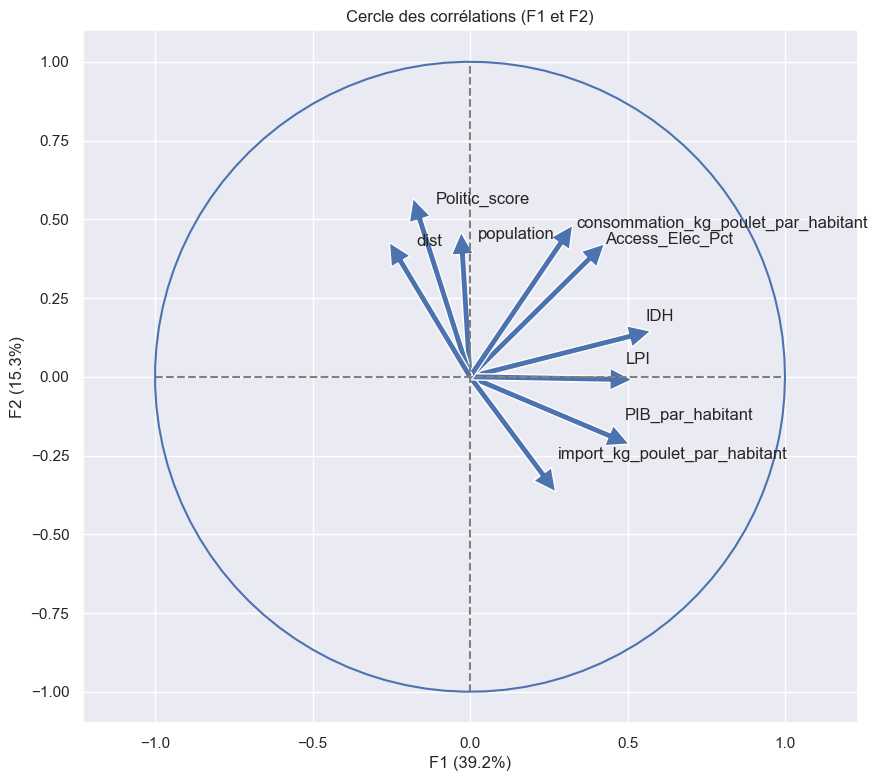 Cercle des corrélations (F1 et F2)
1.00
0.75
0.50
0.25
0.00
−0.25
−0.50
−0.75
−1.00
F2 (15.3%)
Politic_score
dist
population
consommation_kg_poulet_par_habitant
Access_Elec_Pct
IDH
LPI
PIB_par_habitant
import_kg_poulet_par_habitant
−1.0
−0.5
0.0
0.5
1.0
F1 (39.2%)